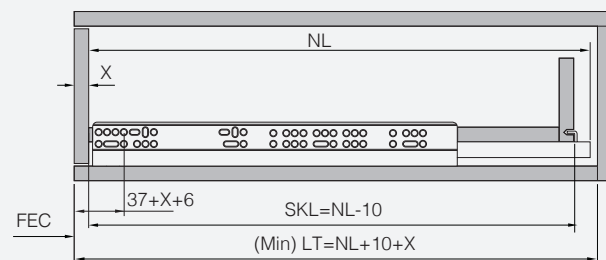 NL
X
37+X+6
SKL=NL-10
FEC
(Min) LT=NL+10+X